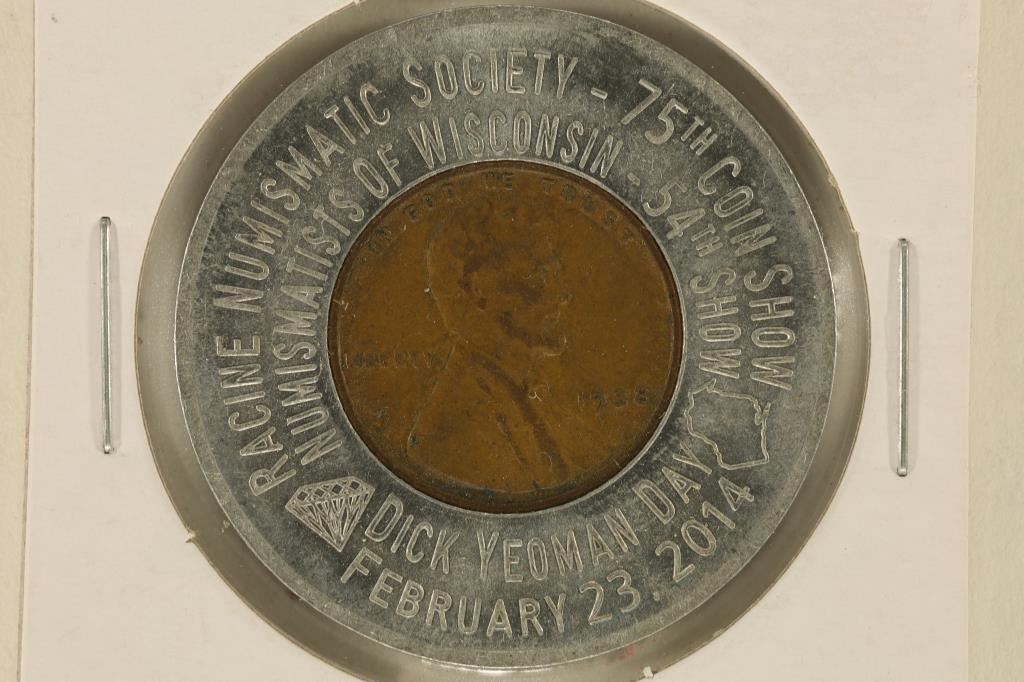 RACINE NUMISMATIC SOCIETY - 75TH COIN SHOW
NUMISMATISTS OF WISCONSIN - 54TH SHOW
DICK YEOMAN DAY
FEBRUARY 23, 2014
IN GOD WE TRUST
LIBERTY
1938